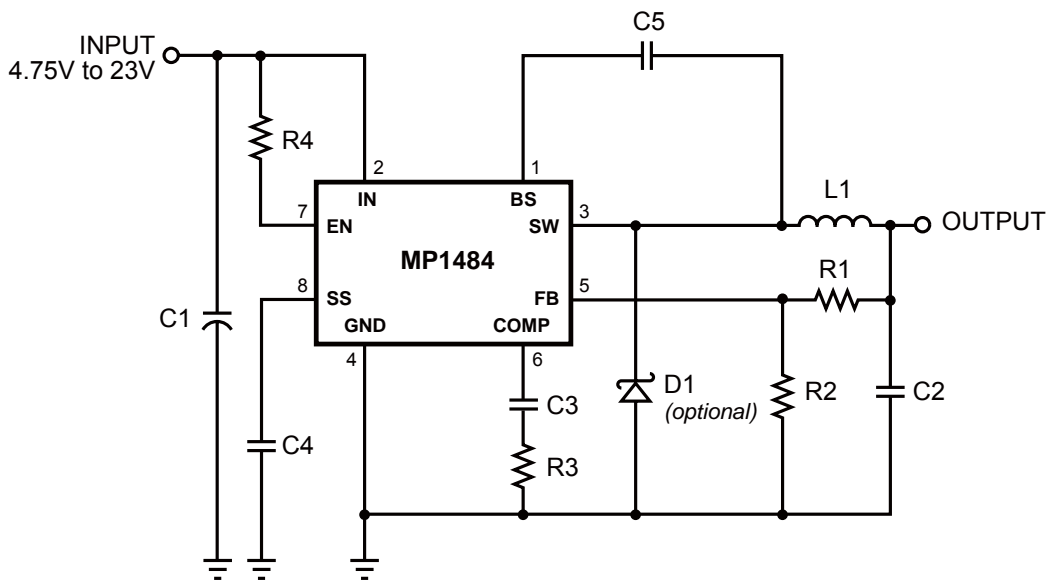 C5
INPUT
4.75V to 23V
R4
2
1
IN
BS
L1
7
EN
SW
3
OUTPUT
MP1484
R1
8
SS
FB
5
C1
GND
COMP
4
6
D1
(optional)
R2
C2
C3
C4
R3